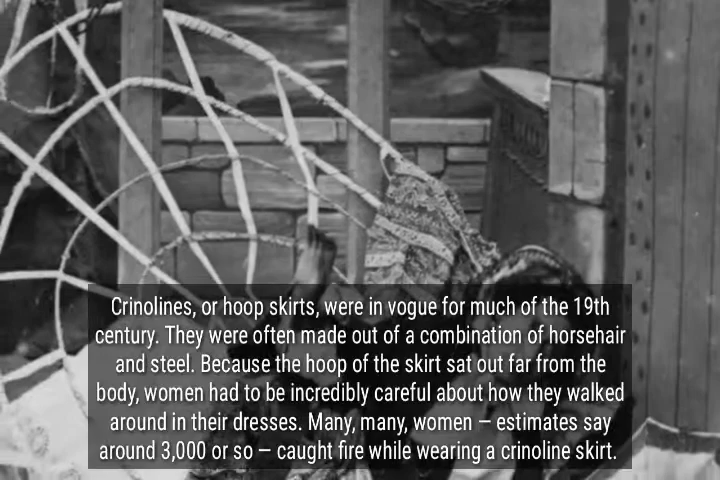 Crinolines, or hoop skirts, were in vogue for much of the 19th
century. They were often made out of a combination of horsehair
and steel. Because the hoop of the skirt sat out far from the
body, women had to be incredibly careful about how they walked
around in their dresses. Many, many, women — estimates say
around 3,000 or so — caught fire while wearing a crinoline skirt.